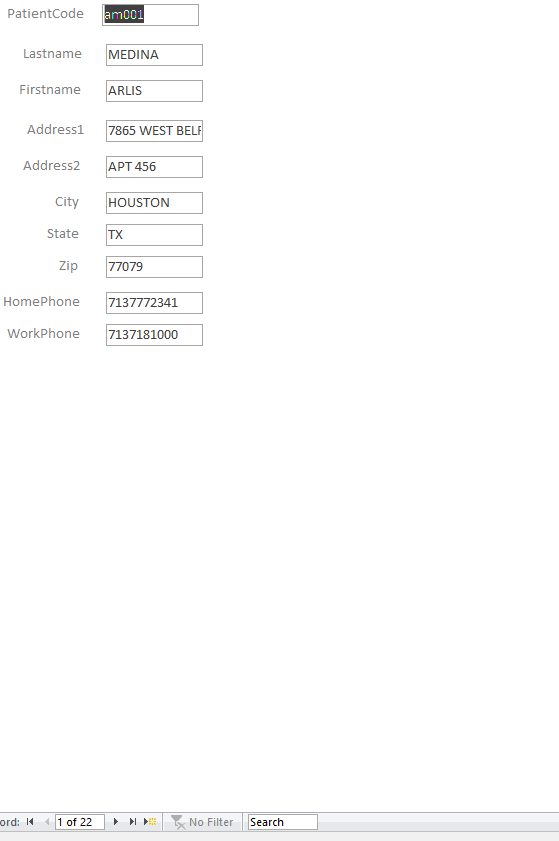 PatientCode am001
Lastname MEDINA
Firstname ARLIS
Address1 7865 WEST
Address2 APT 456
City HOUSTON
State TX
Zip 77079
HomePhone 7137772341
WorkPhone 7137181000
ord: 1 of 22 No Filter Search